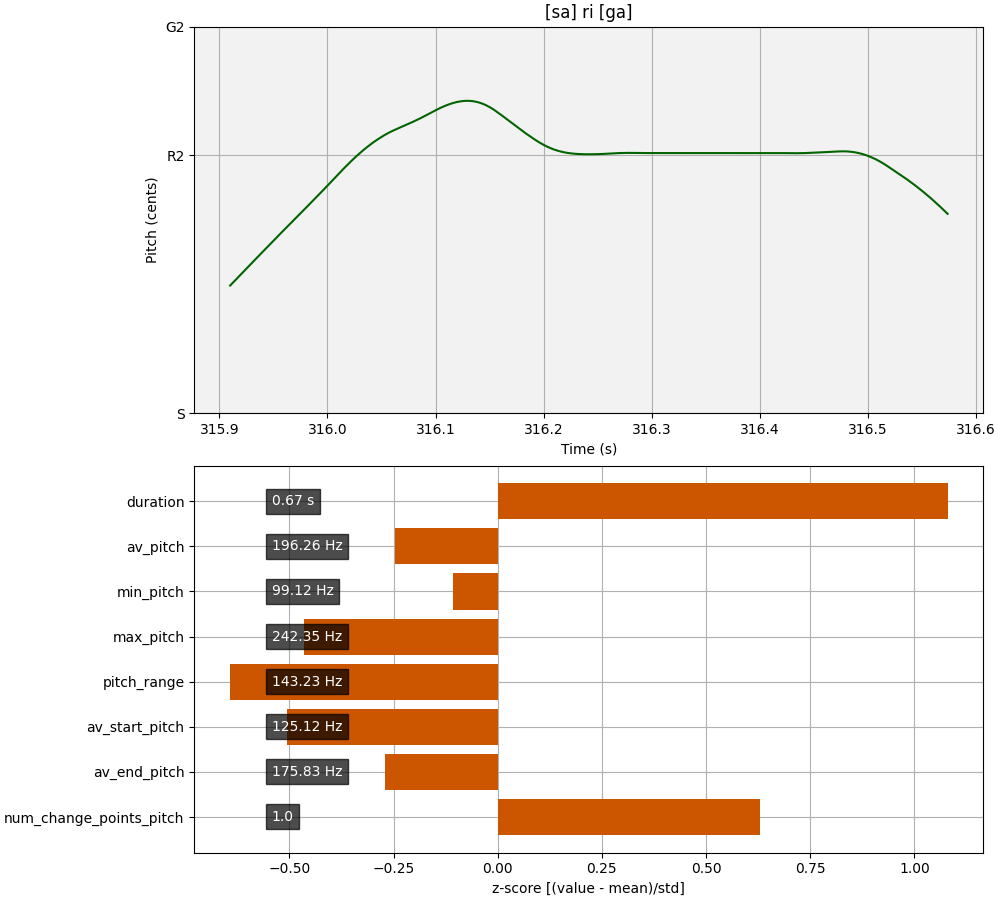 [sa] ri [ga]
G2
R2
S
Pitch (cents)
315.9 316.0 316.1 316.2 316.3 316.4 316.5 316.6
Time (s)
duration 0.67 s
av_pitch 196.26 Hz
min_pitch 99.12 Hz
max_pitch 242.35 Hz
pitch_range 143.23 Hz
av_start_pitch 125.12 Hz
av_end_pitch 175.83 Hz
num_change_points_pitch 1.0
−0.50 −0.25 0.00 0.25 0.50 0.75 1.00
z-score [(value - mean)/std]